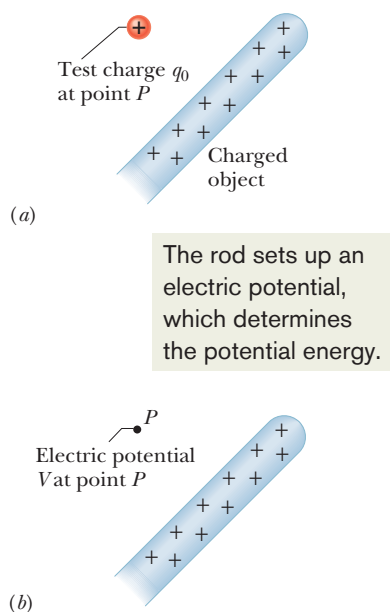 +
Test charge q0
at point P
+ + + + + + + + + + + +
Charged
object
(a)
The rod sets up an
electric potential,
which determines
the potential energy.
P
Electric potential
V at point P
+ + + + + + + + + + + +
(b)